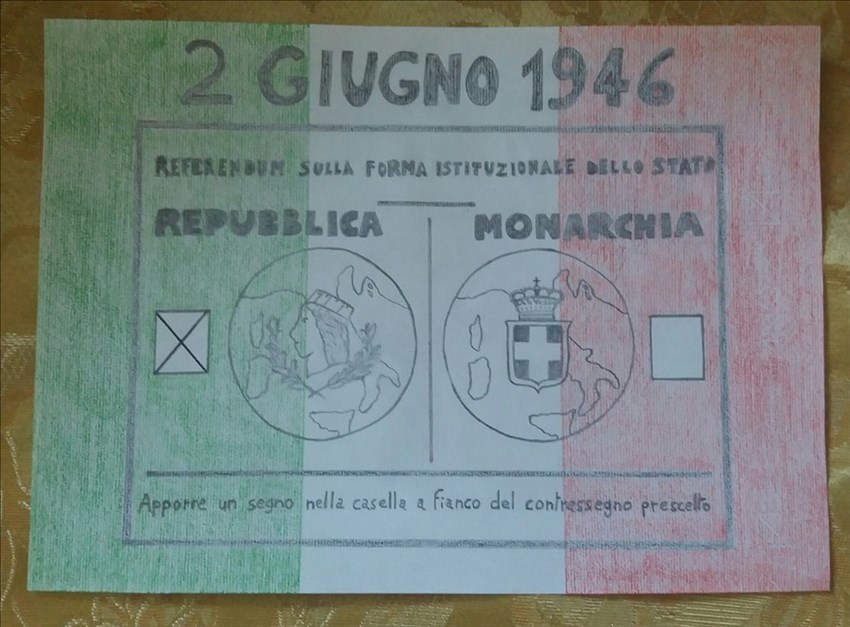 2 GIUGNO 1946
REFERENDUM SULLA FORMA ISTITUZIONALE DELLO STATO
REPUBBLICA MONARCHIA
Apporre un segno nella casella a fianco del contrassegno prescelto